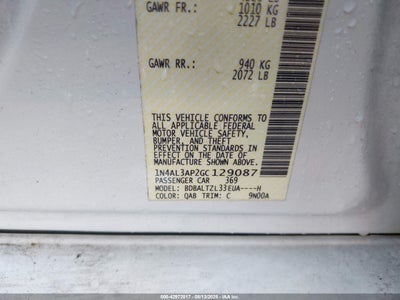 GAWR FR.: 1010 KG
2227 LB
GAWR RR.: 940 KG
2072 LB
THIS VEHICLE CONFORMS TO ALL
APPLICABLE FEDERAL
MOTOR VEHICLE SAFETY,
BUMPER, AND THEFT
PREVENTION STANDARDS
IN EFFECT ON THE DATE OF
MANUFACTURE SHOWN ABOVE.
1N4AL3AP2GC129087
PASSENGER CAR 369
MODEL: BDBALTZL33EUA----H
COLOR: QAB TRIM: C 9N00A
000-42972017 - 08/13/2025 - IAA Inc.